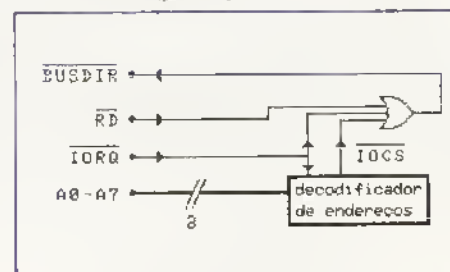 BUSDIR
RD
IORQ
IOCS
A0-A7
8
decodificador
de endereços